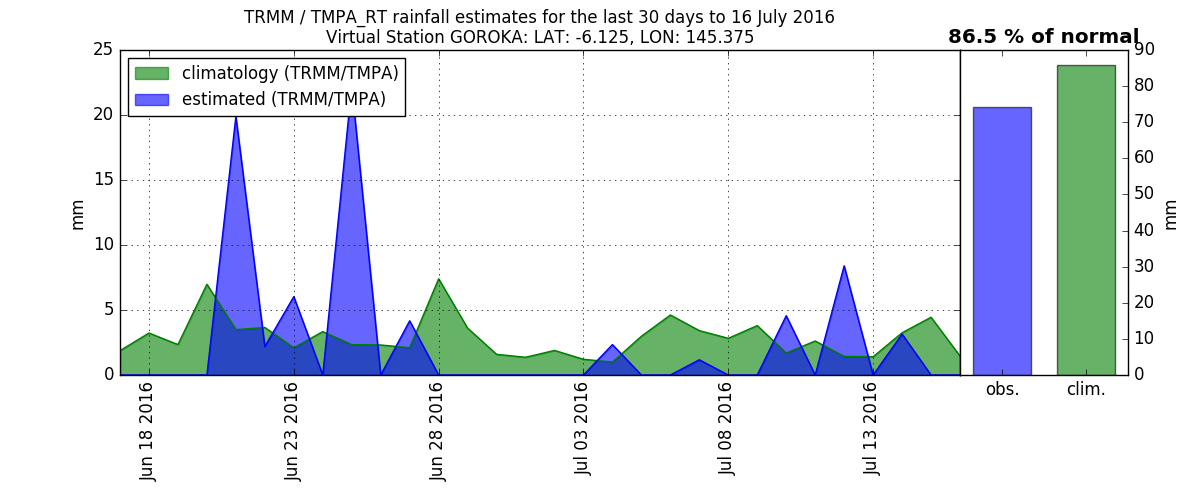 TRMM / TMPA_RT rainfall estimates for the last 30 days to 16 July 2016
Virtual Station GOROKA: LAT: -6.125, LON: 145.375
86.5 % of normal
climatology (TRMM/TMPA)
estimated (TRMM/TMPA)
25
20
15
10
5
0
mm
Jun 18 2016
Jun 23 2016
Jun 28 2016
Jul 03 2016
Jul 08 2016
Jul 13 2016
obs.
clim.
90
80
70
60
50
40
30
20
10
0
mm